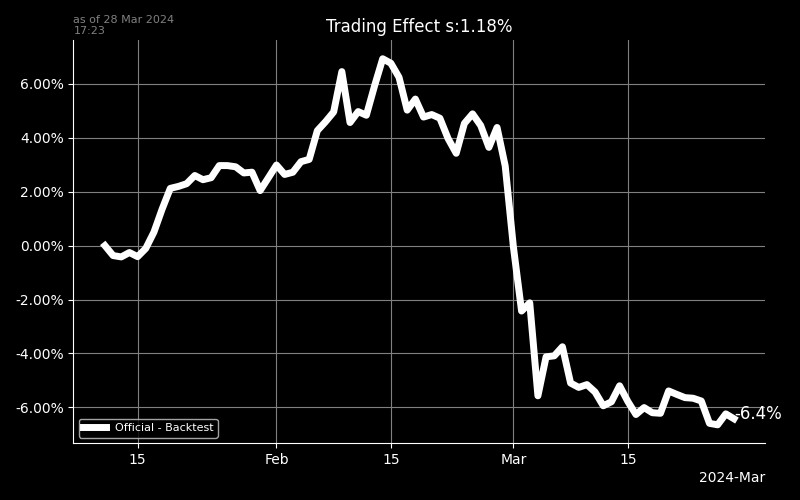 as of 28 Mar 2024
17:23
Trading Effect s:1.18%
6.00%
4.00%
2.00%
0.00%
-2.00%
-4.00%
-6.00%
-6.4%
Official - Backtest
15 Feb 15 Mar 15
2024-Mar